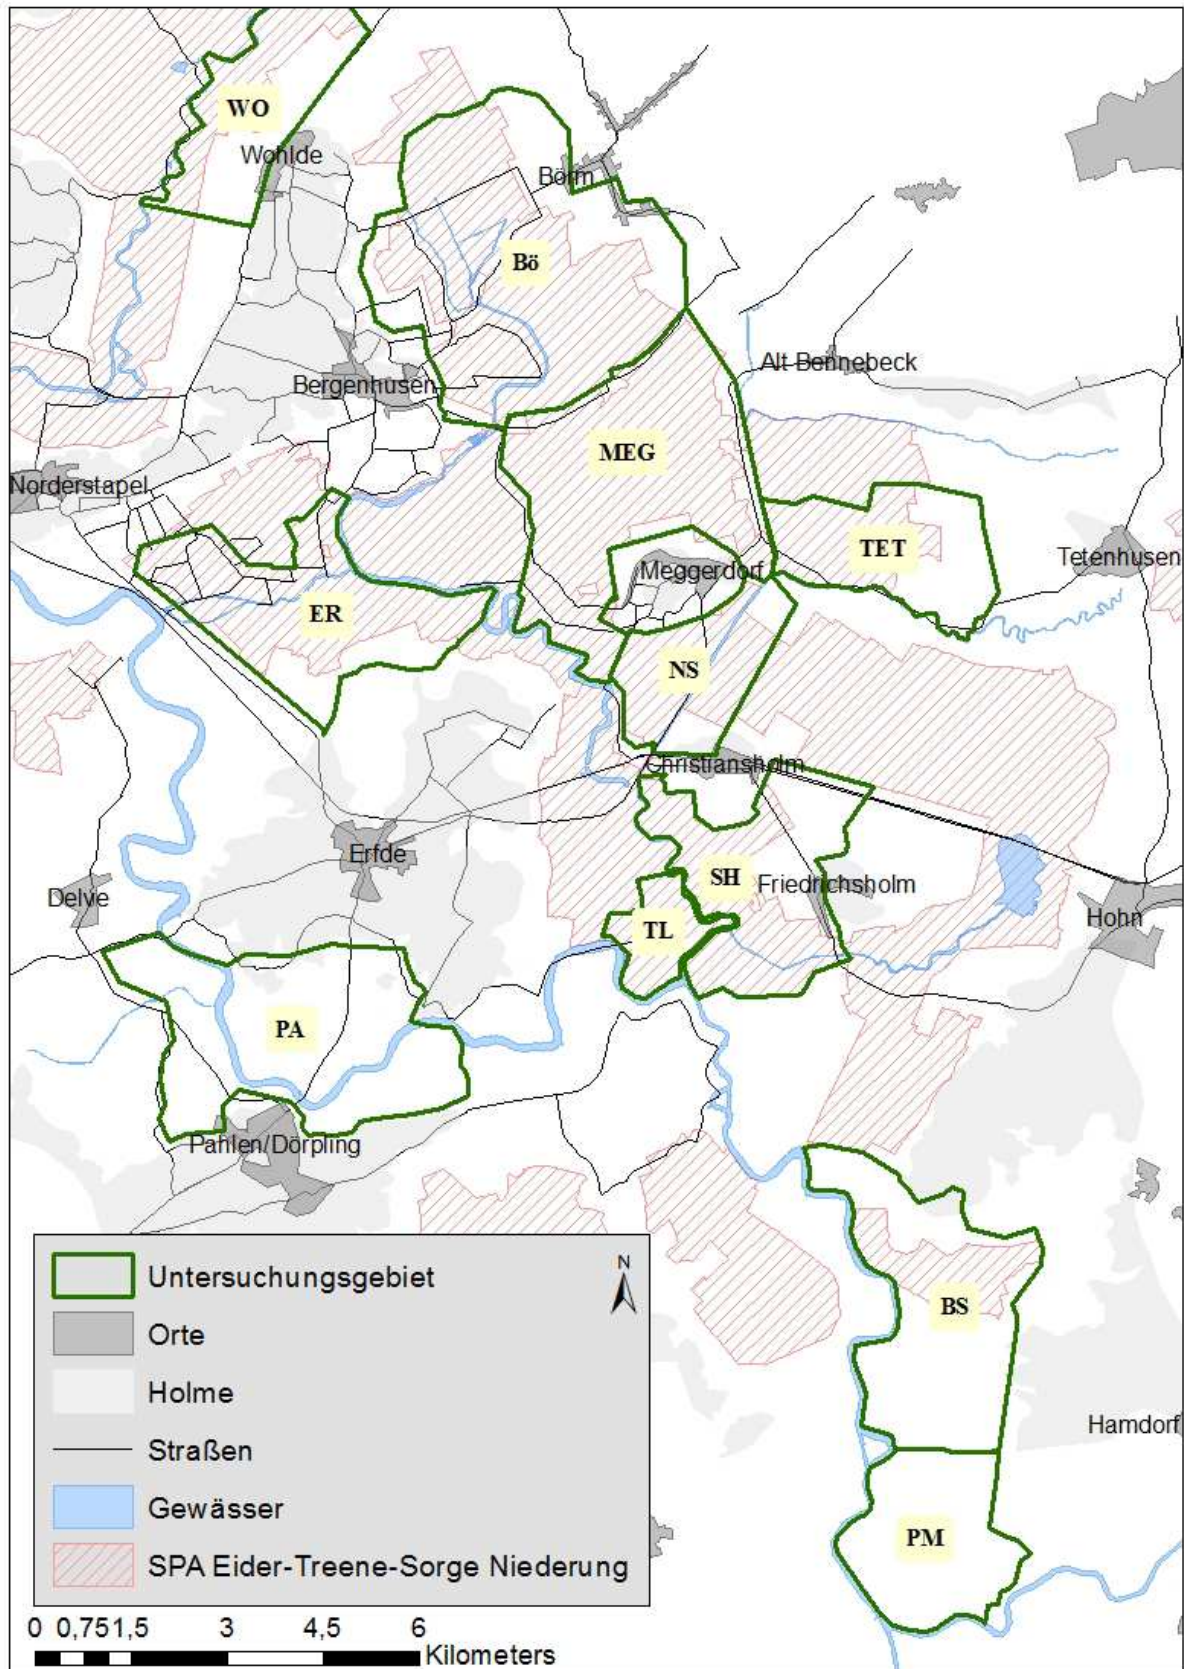 WO
Wohlde
Börm
Bö
Alt Bennebeck
Bergenhusen
MEG
Norderstapel
TET
Tetenhusen
Meggerdorf
ER
NS
Christiansholm
Erfde
SH
Friedrichsholm
Delve
Hohn
TL
PA
Pahlen/Dörpling
N
Untersuchungsgebiet
Orte
BS
Holme
Hamdorf
Straßen
Gewässer
PM
SPA Eider-Treene-Sorge Niederung
0 0,75 1,5 3 4,5 6
Kilometers